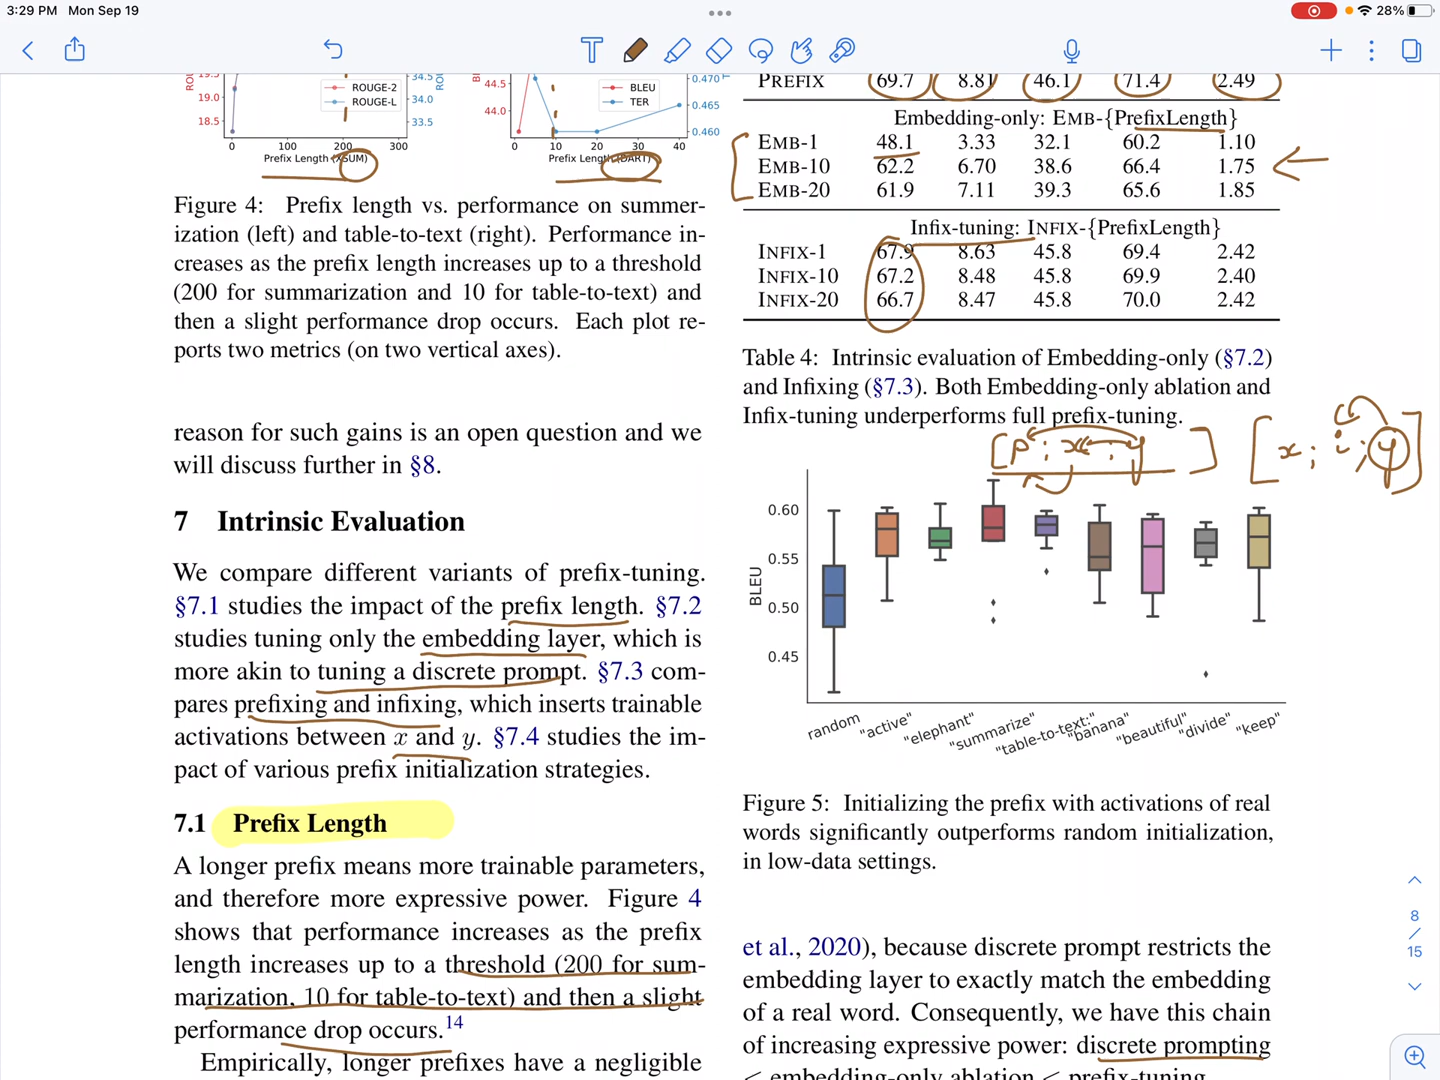 3:29 PM Mon Sep 19
28%
19.0
18.5
ROUGE-2
ROUGE-L
34.5
34.0
33.5
0 100 200 300
Prefix Length (XSUM)
44.5
44.0
BLEU
TER
0.470
0.465
0.460
0 10 20 30 40
Prefix Length (DART)
Figure 4: Prefix length vs. performance on summer-
ization (left) and table-to-text (right). Performance in-
creases as the prefix length increases up to a threshold
(200 for summarization and 10 for table-to-text) and
then a slight performance drop occurs. Each plot re-
ports two metrics (on two vertical axes).
reason for such gains is an open question and we
will discuss further in §8.
7 Intrinsic Evaluation
We compare different variants of prefix-tuning.
§7.1 studies the impact of the prefix length. §7.2
studies tuning only the embedding layer, which is
more akin to tuning a discrete prompt. §7.3 com-
pares prefixing and infixing, which inserts trainable
activations between x and y. §7.4 studies the im-
pact of various prefix initialization strategies.
7.1 Prefix Length
A longer prefix means more trainable parameters,
and therefore more expressive power. Figure 4
shows that performance increases as the prefix
length increases up to a threshold (200 for sum-
marization, 10 for table-to-text) and then a slight
performance drop occurs.14
Empirically, longer prefixes have a negligible
PREFIX 69.7 8.81 46.1 71.4 2.49
Embedding-only: EMB-{PrefixLength}
EMB-1 48.1 3.33 32.1 60.2 1.10
EMB-10 62.2 6.70 38.6 66.4 1.75
EMB-20 61.9 7.11 39.3 65.6 1.85
Infix-tuning: INFIX-{PrefixLength}
INFIX-1 67.9 8.63 45.8 69.4 2.42
INFIX-10 67.2 8.48 45.8 69.9 2.40
INFIX-20 66.7 8.47 45.8 70.0 2.42
Table 4: Intrinsic evaluation of Embedding-only (§7.2)
and Infixing (§7.3). Both Embedding-only ablation and
Infix-tuning underperforms full prefix-tuning.
[P; x; y]
[x; i; y]
BLEU
0.60
0.55
0.50
0.45
random "active" "elephant" "summarize" "table-to-text:" "banana" "beautiful" "divide" "keep"
Figure 5: Initializing the prefix with activations of real
words significantly outperforms random initialization,
in low-data settings.
et al., 2020), because discrete prompt restricts the
embedding layer to exactly match the embedding
of a real word. Consequently, we have this chain
of increasing expressive power: discrete prompting
< embedding-only ablation < prefix-tuning.
8
/
15